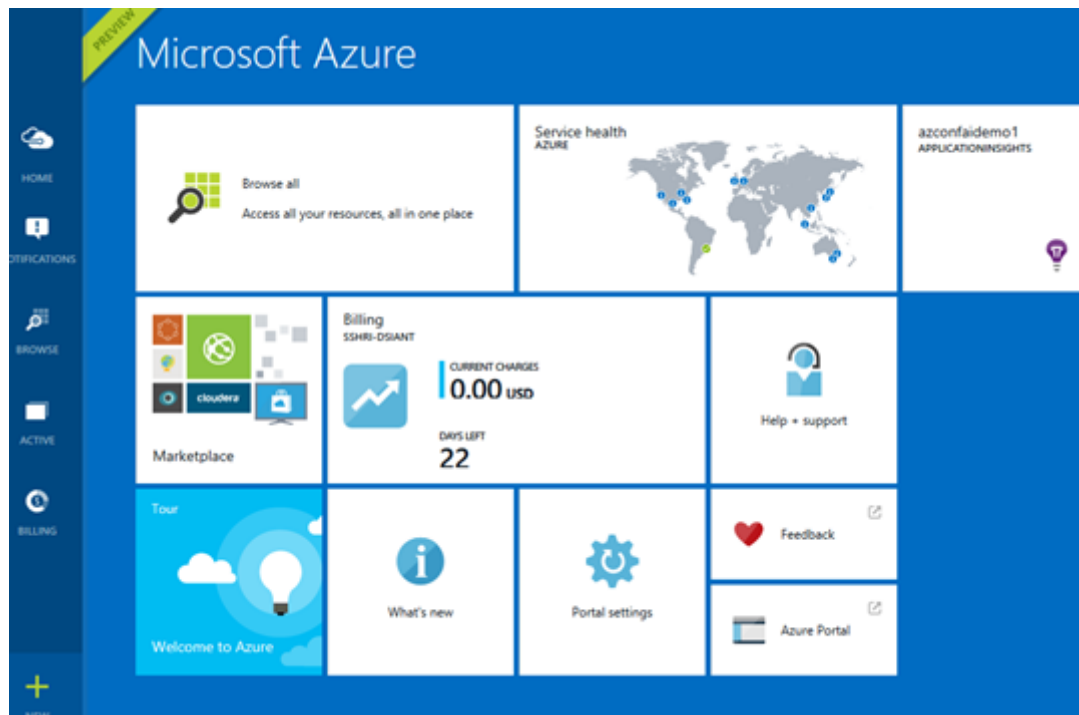 PREVIEW
Microsoft Azure
HOME
OTIFICATIONS
BROWSE
ACTIVE
BILLING
NEW
Browse all
Access all your resources, all in one place
Service health
AZURE
azconfaidemo1
APPLICATIONINSIGHTS
cloudera
Marketplace
Billing
SSHRI-DSIANT
CURRENT CHARGES
0.00 USD
DAYS LEFT
22
Help + support
Tour
Welcome to Azure
What's new
Portal settings
Feedback
Azure Portal